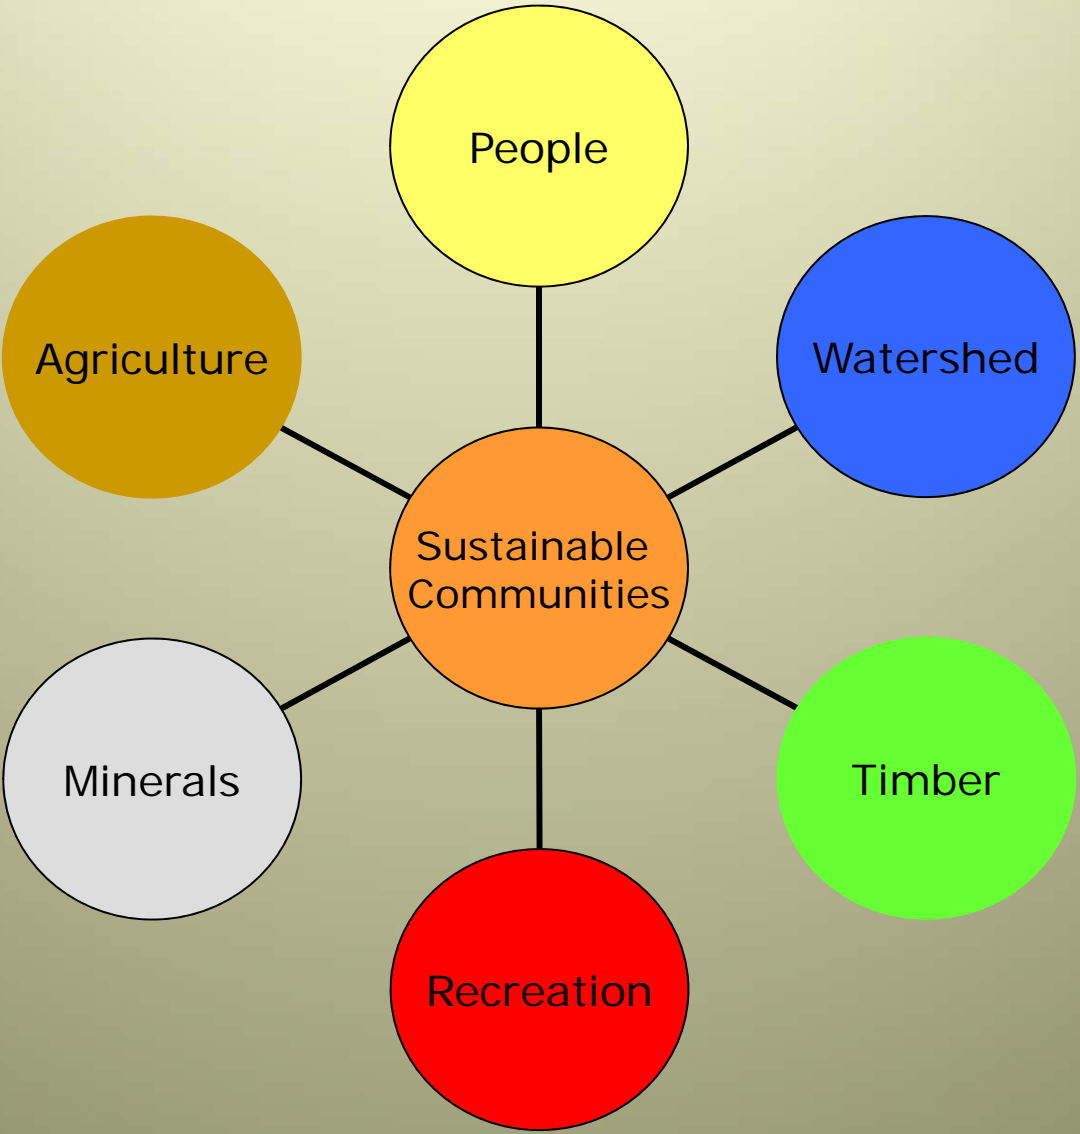 People
Agriculture
Watershed
Sustainable
Communities
Minerals
Timber
Recreation